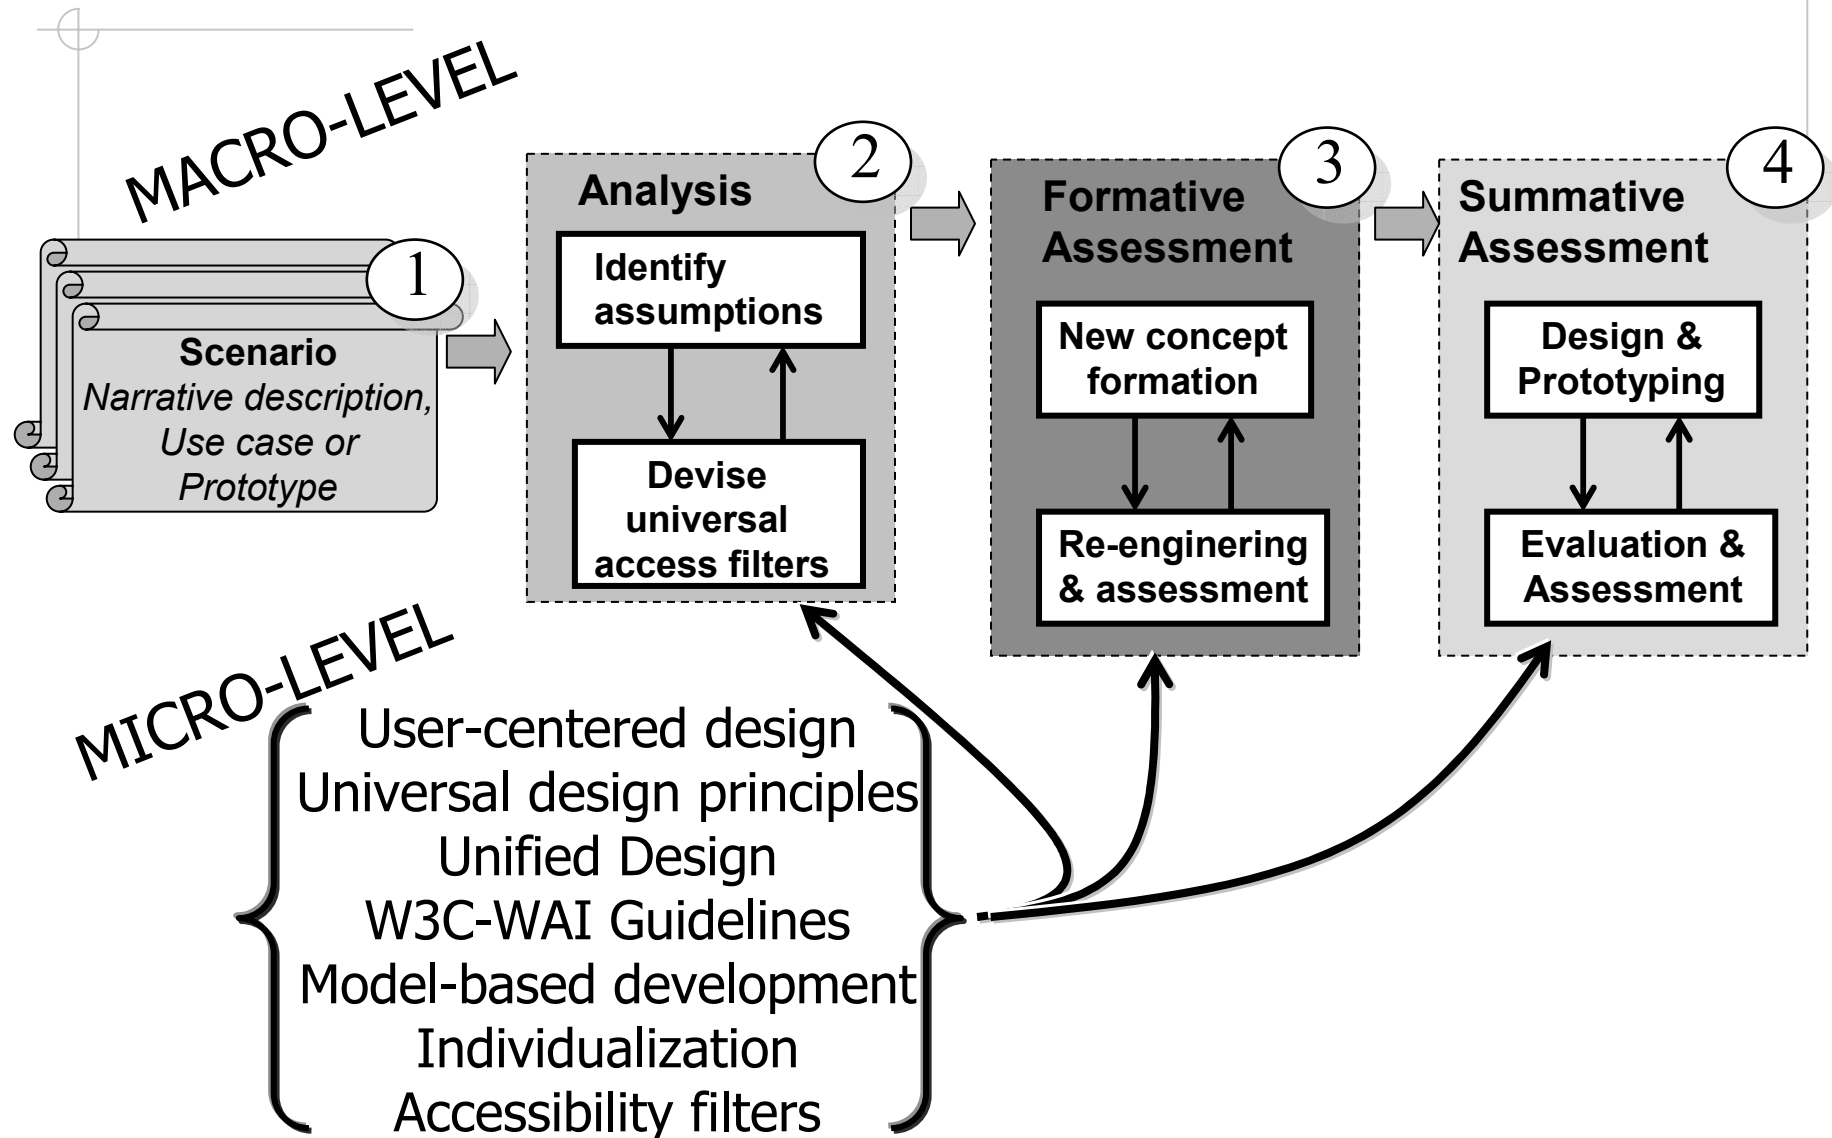 MACRO-LEVEL
1
Scenario
Narrative description,
Use case or
Prototype
2
Analysis
Identify
assumptions
Devise
universal
access filters
3
Formative
Assessment
New concept
formation
Re-enginering
& assessment
4
Summative
Assessment
Design &
Prototyping
Evaluation &
Assessment
MICRO-LEVEL
User-centered design
Universal design principles
Unified Design
W3C-WAI Guidelines
Model-based development
Individualization
Accessibility filters